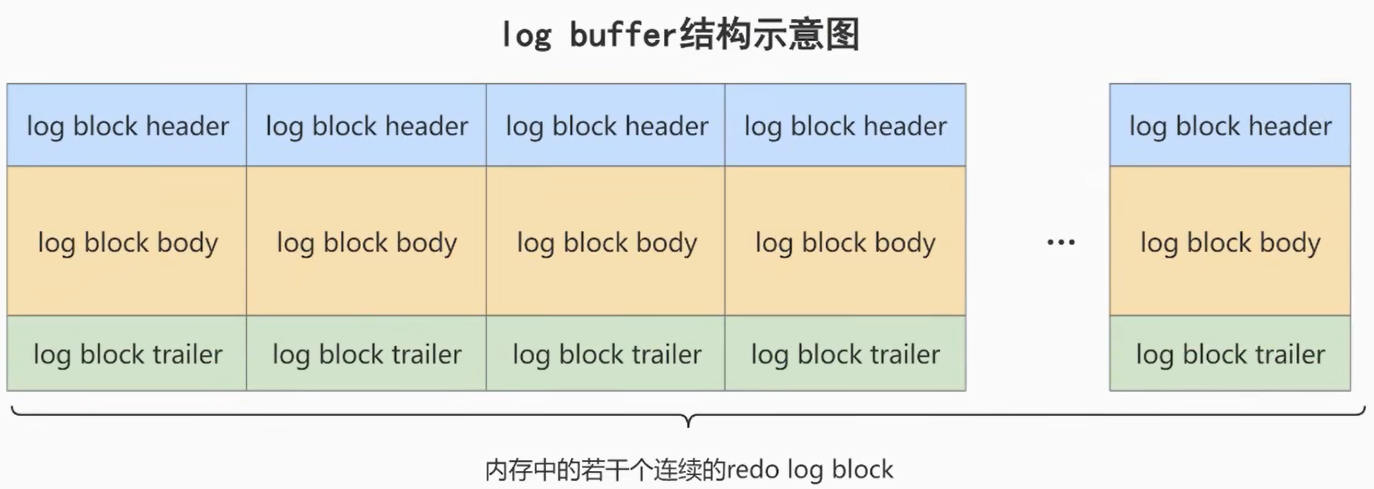 log buffer结构示意图
log block header log block header log block header log block header log block header
log block body log block body log block body log block body ... log block body
log block trailer log block trailer log block trailer log block trailer log block trailer
内存中的若干个连续的redo log block